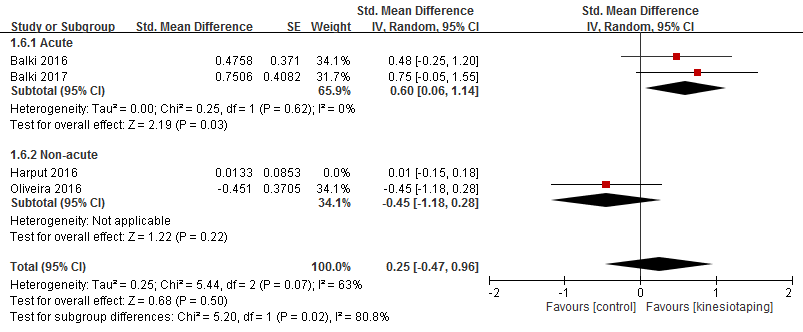 Std. Mean Difference Std. Mean Difference
Study or Subgroup Std. Mean Difference SE Weight IV, Random, 95% CI IV, Random, 95% CI
1.6.1 Acute
Balki 2016 0.4758 0.371 34.1% 0.48 [-0.25, 1.20]
Balki 2017 0.7506 0.4082 31.7% 0.75 [-0.05, 1.55]
Subtotal (95% CI) 65.9% 0.60 [0.06, 1.14]
Heterogeneity: Tau² = 0.00; Chi² = 0.25, df = 1 (P = 0.62); I² = 0%
Test for overall effect: Z = 2.19 (P = 0.03)
1.6.2 Non-acute
Harput 2016 0.0133 0.0853 0.0% 0.01 [-0.15, 0.18]
Oliveira 2016 -0.451 0.3705 34.1% -0.45 [-1.18, 0.28]
Subtotal (95% CI) 34.1% -0.45 [-1.18, 0.28]
Heterogeneity: Not applicable
Test for overall effect: Z = 1.22 (P = 0.22)
Total (95% CI) 100.0% 0.25 [-0.47, 0.96]
Heterogeneity: Tau² = 0.25; Chi² = 5.44, df = 2 (P = 0.07); I² = 63%
Test for overall effect: Z = 0.68 (P = 0.50)
Test for subgroup differences: Chi² = 5.20, df = 1 (P = 0.02), I² = 80.8%
-2 -1 0 1 2
Favours [control] Favours [kinesiotaping]